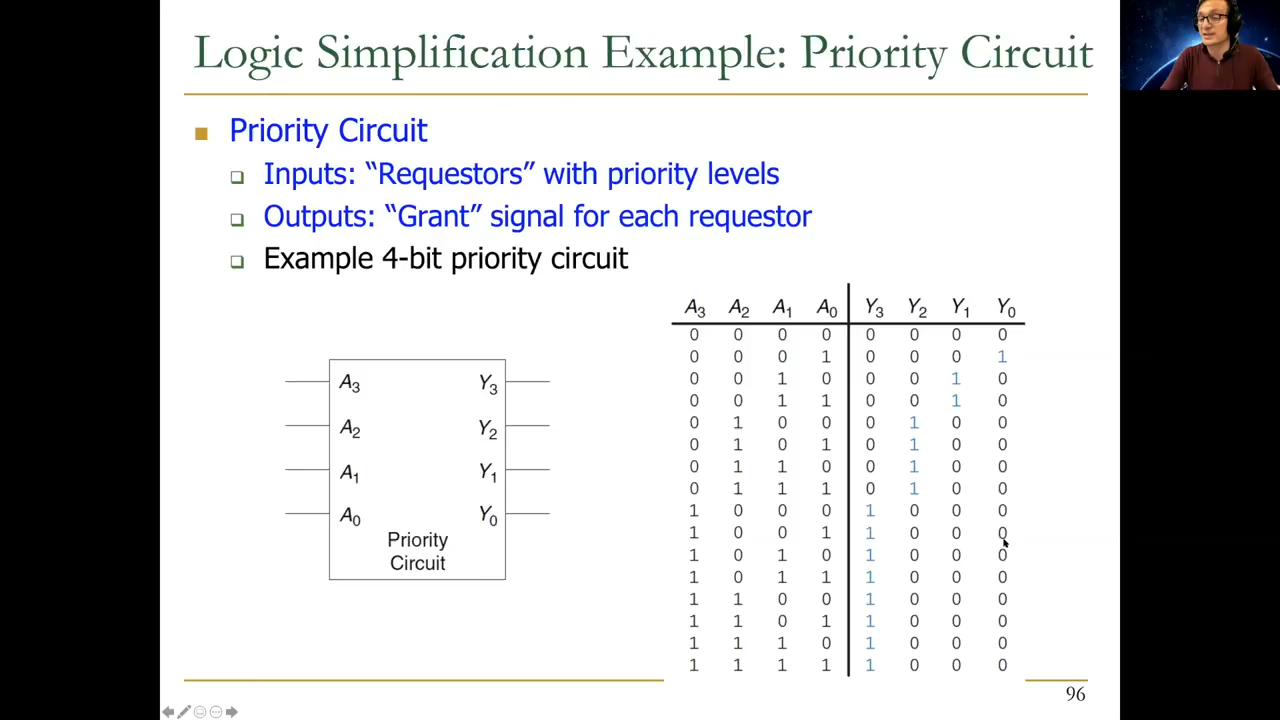 Logic Simplification Example: Priority Circuit
Priority Circuit
Inputs: “Requestors” with priority levels
Outputs: “Grant” signal for each requestor
Example 4-bit priority circuit
A3 Y3
A2 Y2
A1 Y1
A0 Y0
Priority
Circuit
A3 A2 A1 A0 Y3 Y2 Y1 Y0
0 0 0 0 0 0 0 0
0 0 0 1 0 0 0 1
0 0 1 0 0 0 1 0
0 0 1 1 0 0 1 0
0 1 0 0 0 1 0 0
0 1 0 1 0 1 0 0
0 1 1 0 0 1 0 0
0 1 1 1 0 1 0 0
1 0 0 0 1 0 0 0
1 0 0 1 1 0 0 0
1 0 1 0 1 0 0 0
1 0 1 1 1 0 0 0
1 1 0 0 1 0 0 0
1 1 0 1 1 0 0 0
1 1 1 0 1 0 0 0
1 1 1 1 1 0 0 0
96